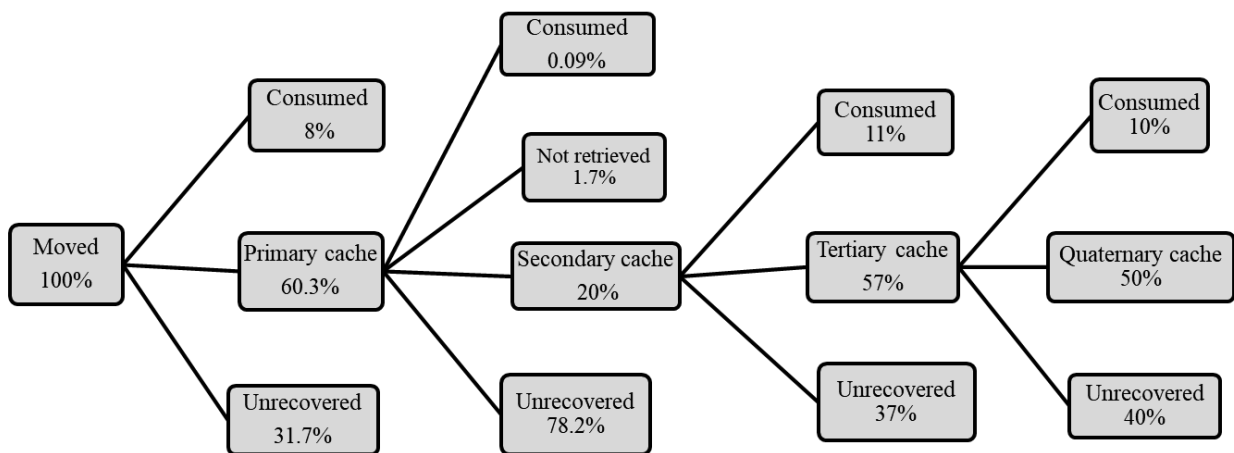 Moved
100%
Consumed
8%
Primary cache
60.3%
Unrecovered
31.7%
Consumed
0.09%
Not retrieved
1.7%
Secondary cache
20%
Unrecovered
78.2%
Consumed
11%
Tertiary cache
57%
Unrecovered
37%
Consumed
10%
Quaternary cache
50%
Unrecovered
40%